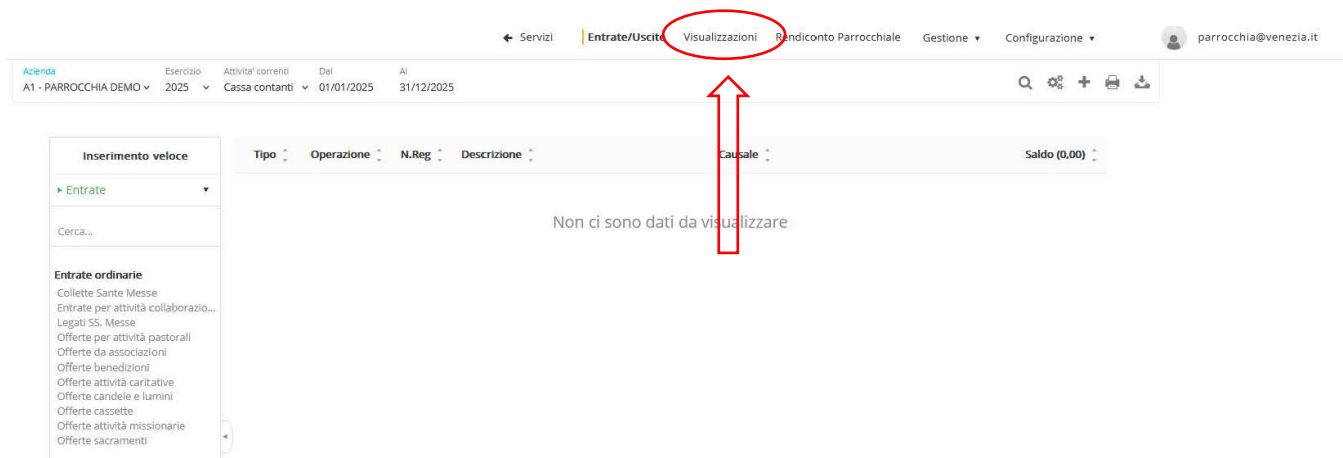 Servizi Entrate/Uscite Visualizzazioni Rendiconto Parrocchiale Gestione Configurazione parrocchia@venezia.it
Azienda Esercizio Attivita' correnti Dal Al
A1 - PARROCCHIA DEMO 2025 Cassa contanti 01/01/2025 31/12/2025
Inserimento veloce Tipo Operazione N.Reg Descrizione Causale Saldo (0,00)
Entrate
Non ci sono dati da visualizzare
Cerca...
Entrate ordinarie
Collette Sante Messe
Entrate per attività collaborazio...
Legati SS. Messe
Offerte per attività pastorali
Offerte da associazioni
Offerte benedizioni
Offerte attività caritative
Offerte candele e lumini
Offerte cassette
Offerte attività missionarie
Offerte sacramenti